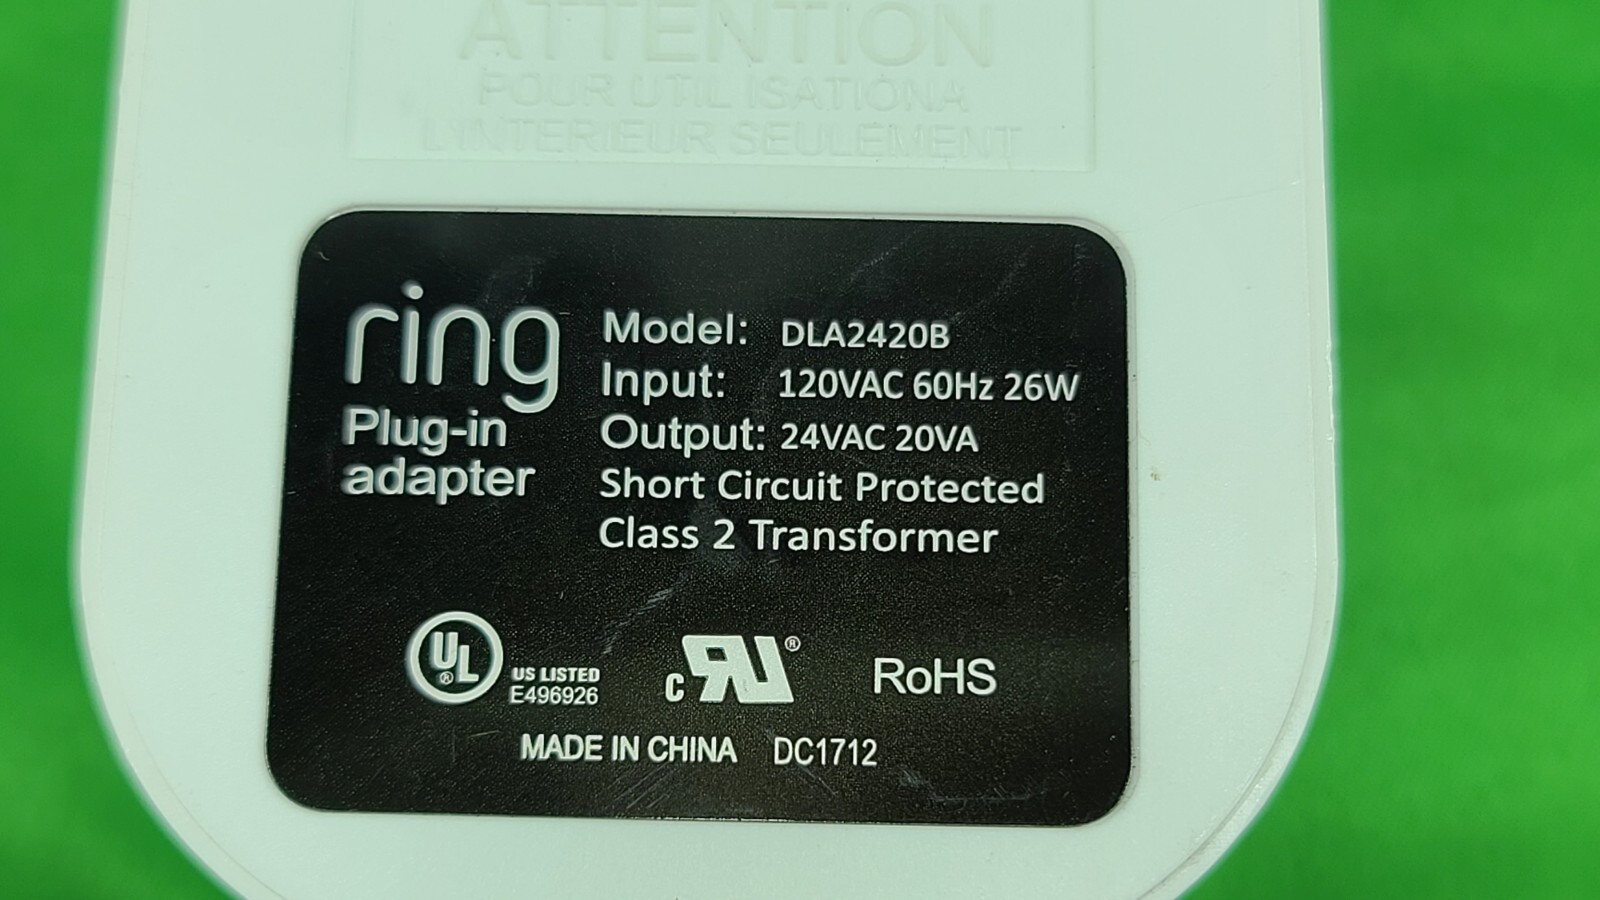 ATTENTION
POUR UTIL ISATIONA
L'INTERIEUR SEULEMENT
ring
Plug-in
adapter
Model: DLA2420B
Input: 120VAC 60Hz 26W
Output: 24VAC 20VA
Short Circuit Protected
Class 2 Transformer
UL ® US LISTED
E496926
c RU ®
RoHS
MADE IN CHINA DC1712